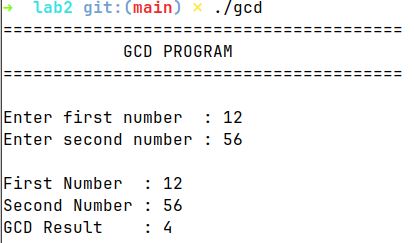 → lab2 git:(main) × ./gcd
========================================
GCD PROGRAM
========================================
Enter first number  : 12
Enter second number : 56
First Number  : 12
Second Number : 56
GCD Result    : 4